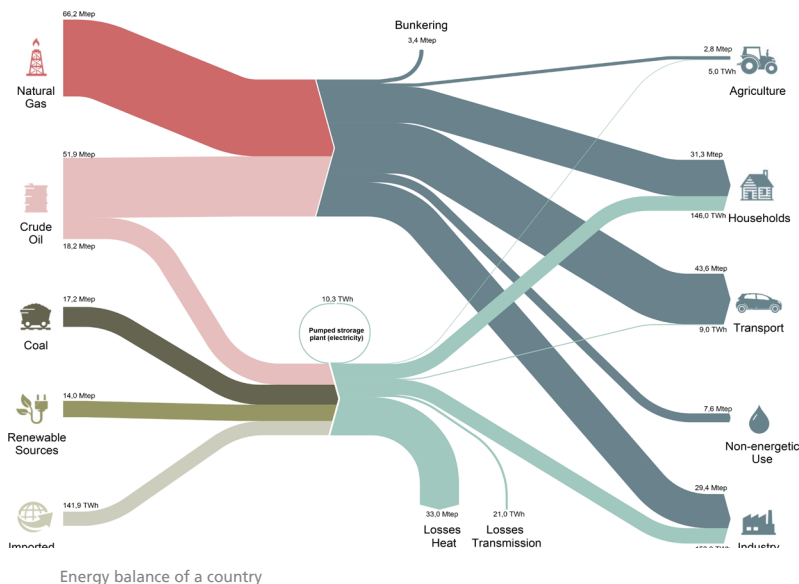 66,2 Mtep
Natural
Gas
51,9 Mtep
Crude
Oil
18,2 Mtep
17,2 Mtep
Coal
14,0 Mtep
Renewable
Sources
141,9 TWh
Imported
Bunkering
3,4 Mtep
10,3 TWh
Pumped strorage
plant (electricity)
33,0 Mtep
Losses
Heat
21,0 TWh
Losses
Transmission
2,8 Mtep
5,0 TWh
Agriculture
31,3 Mtep
146,0 TWh
Households
43,6 Mtep
9,0 TWh
Transport
7,6 Mtep
Non-energetic
Use
29,4 Mtep
Industry
Energy balance of a country